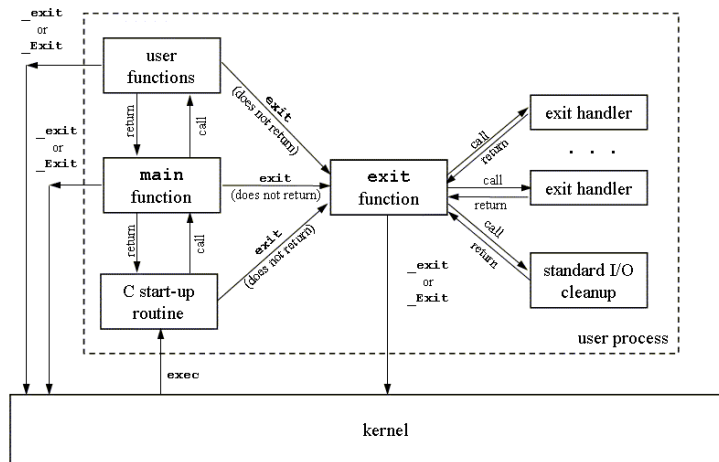 _exit
or
_Exit
user
functions
exit
(does not return)
return
call
_exit
or
_Exit
main
function
exit
(does not return)
exit
function
call
return
exit handler
. . .
call
return
exit handler
return
call
exit
(does not return)
call
return
C start-up
routine
_exit
or
_Exit
standard I/O
cleanup
user process
exec
kernel